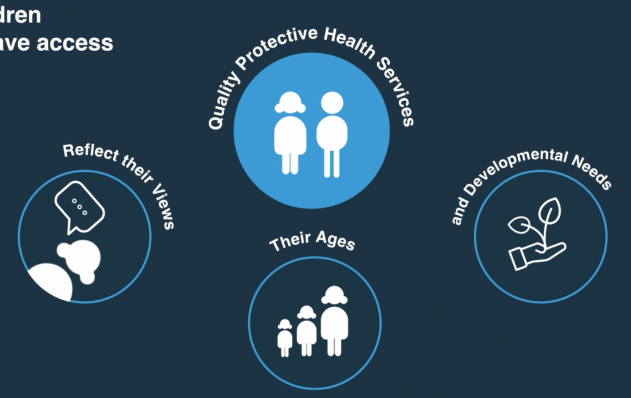 dren
ave access
Quality Protective Health Services
Reflect their Views
Their Ages
and Developmental Needs